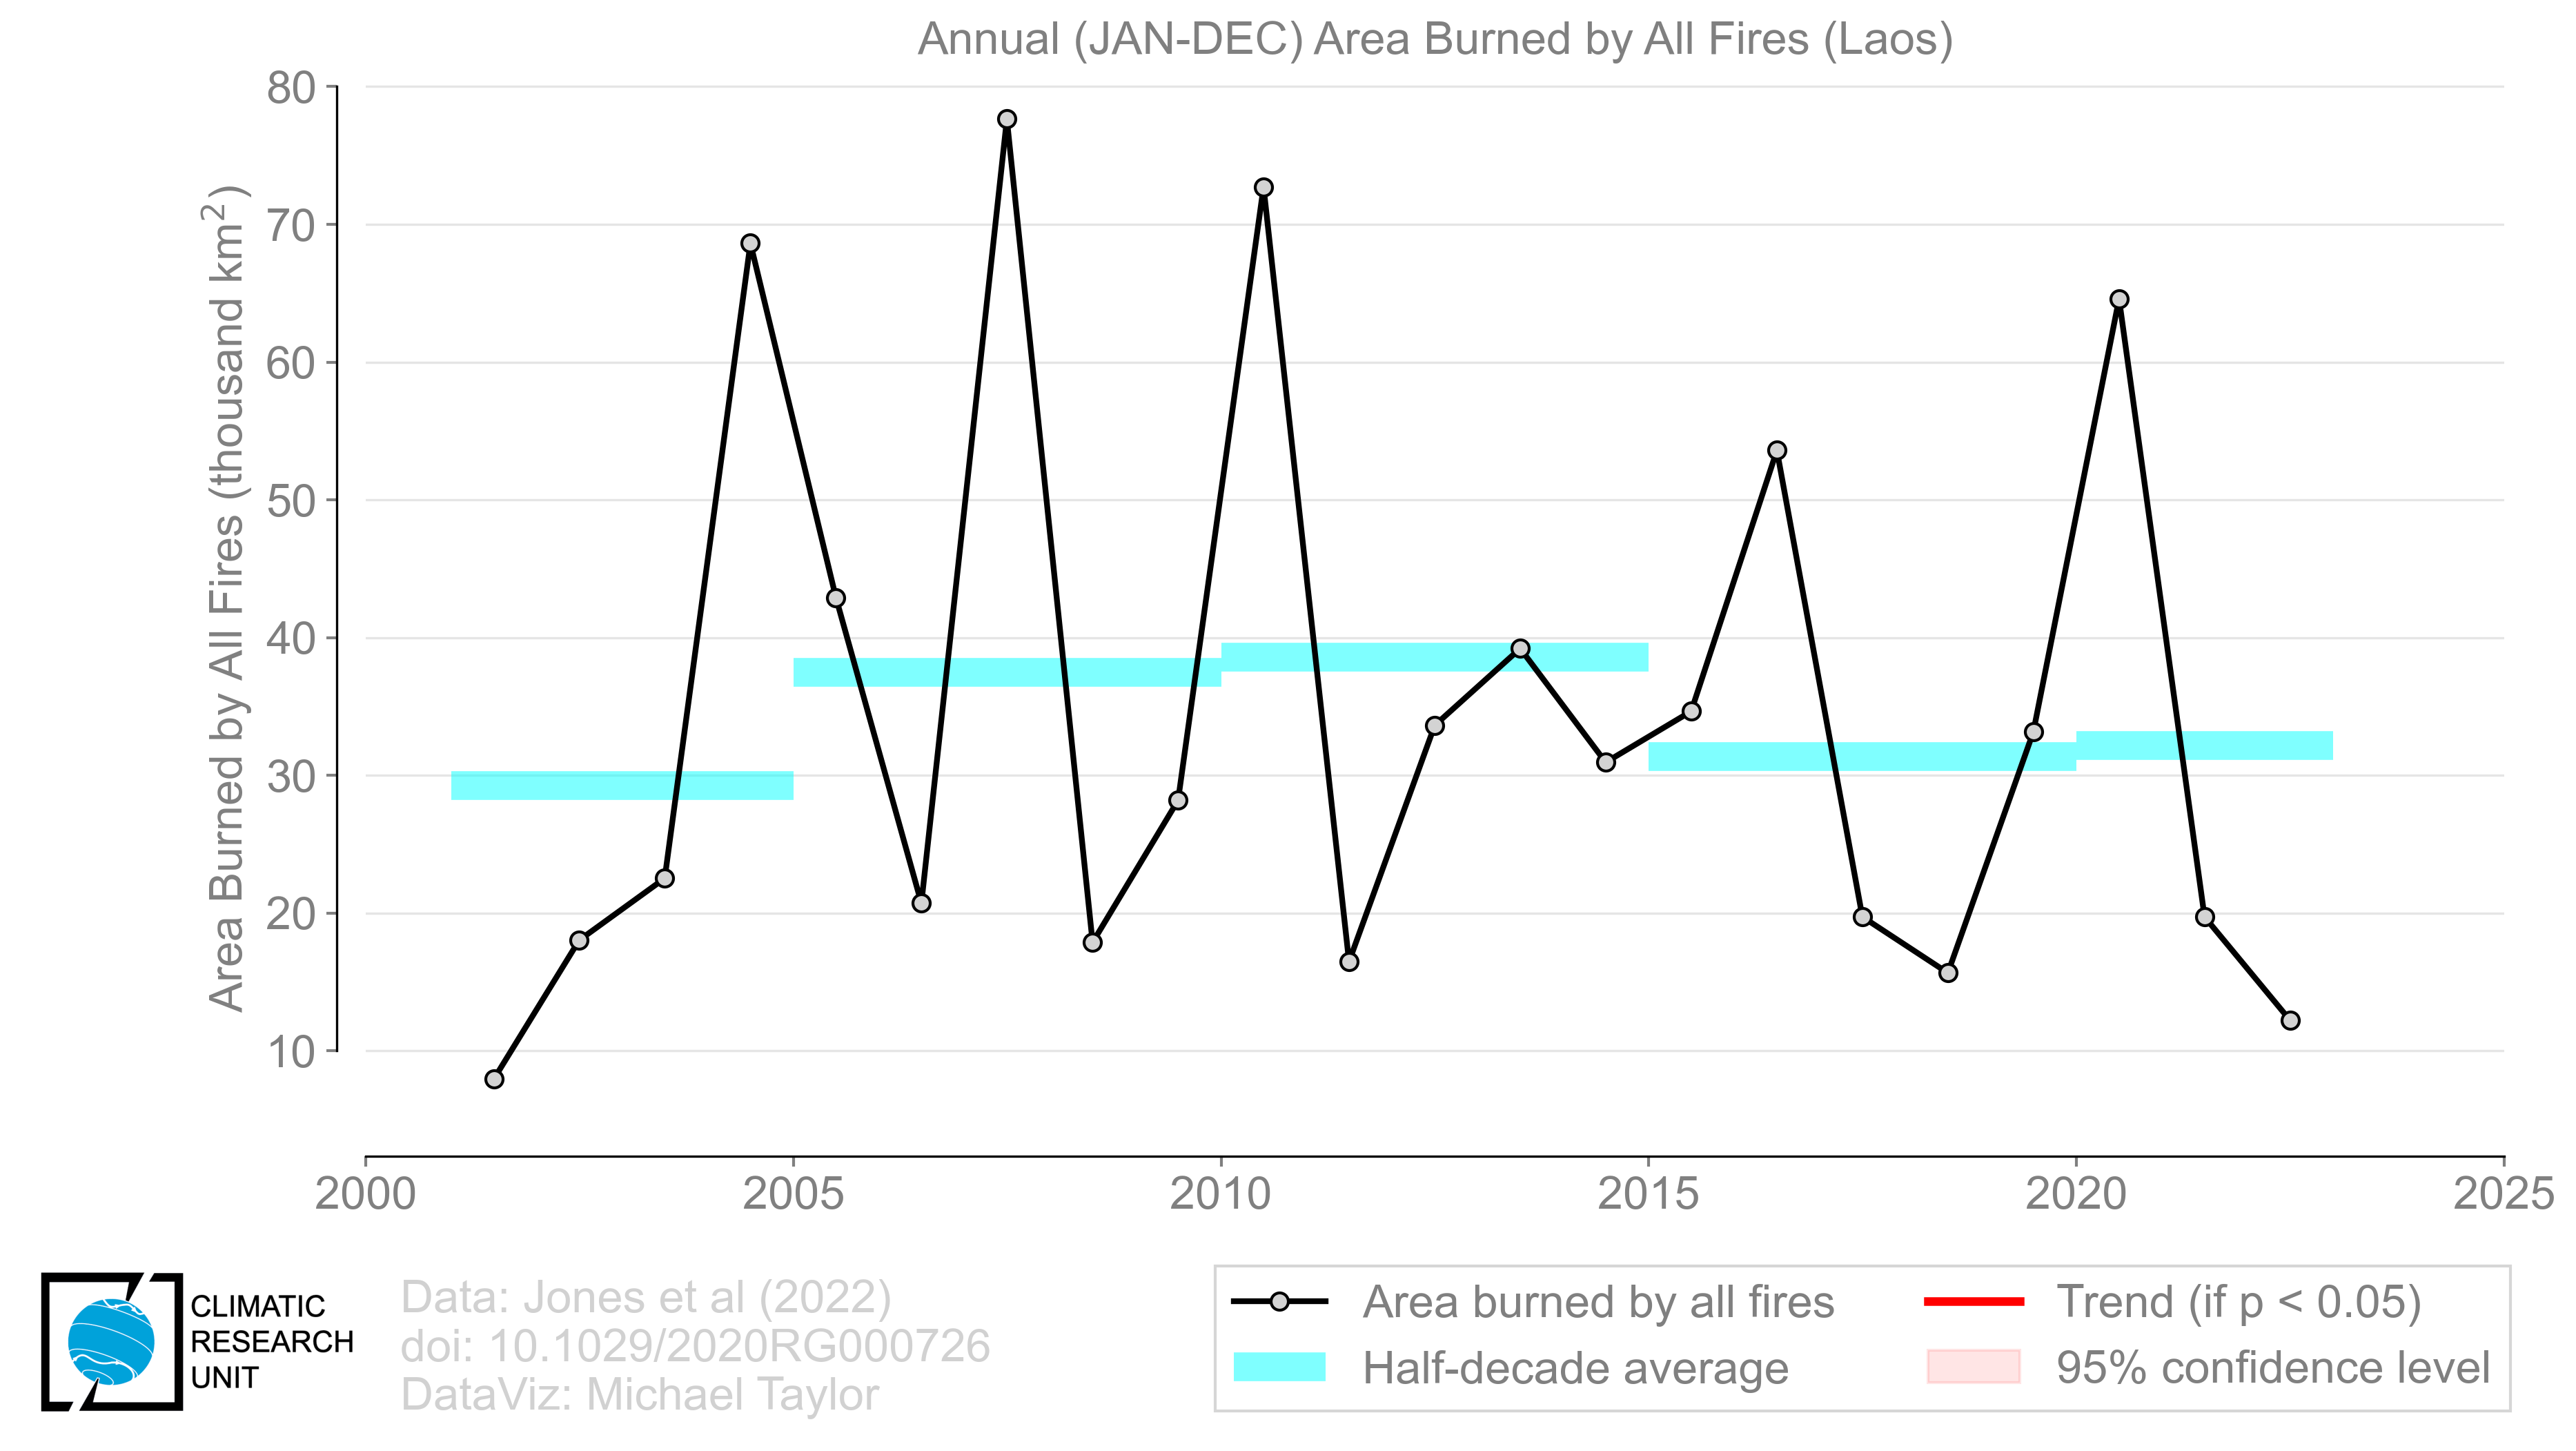 Annual (JAN-DEC) Area Burned by All Fires (Laos)
Area Burned by All Fires (thousand km²)
80
70
60
50
40
30
20
10
2000 2005 2010 2015 2020 2025
CLIMATIC
RESEARCH
UNIT
Data: Jones et al (2022)
doi: 10.1029/2020RG000726
DataViz: Michael Taylor
Area burned by all fires
Half-decade average
Trend (if p < 0.05)
95% confidence level